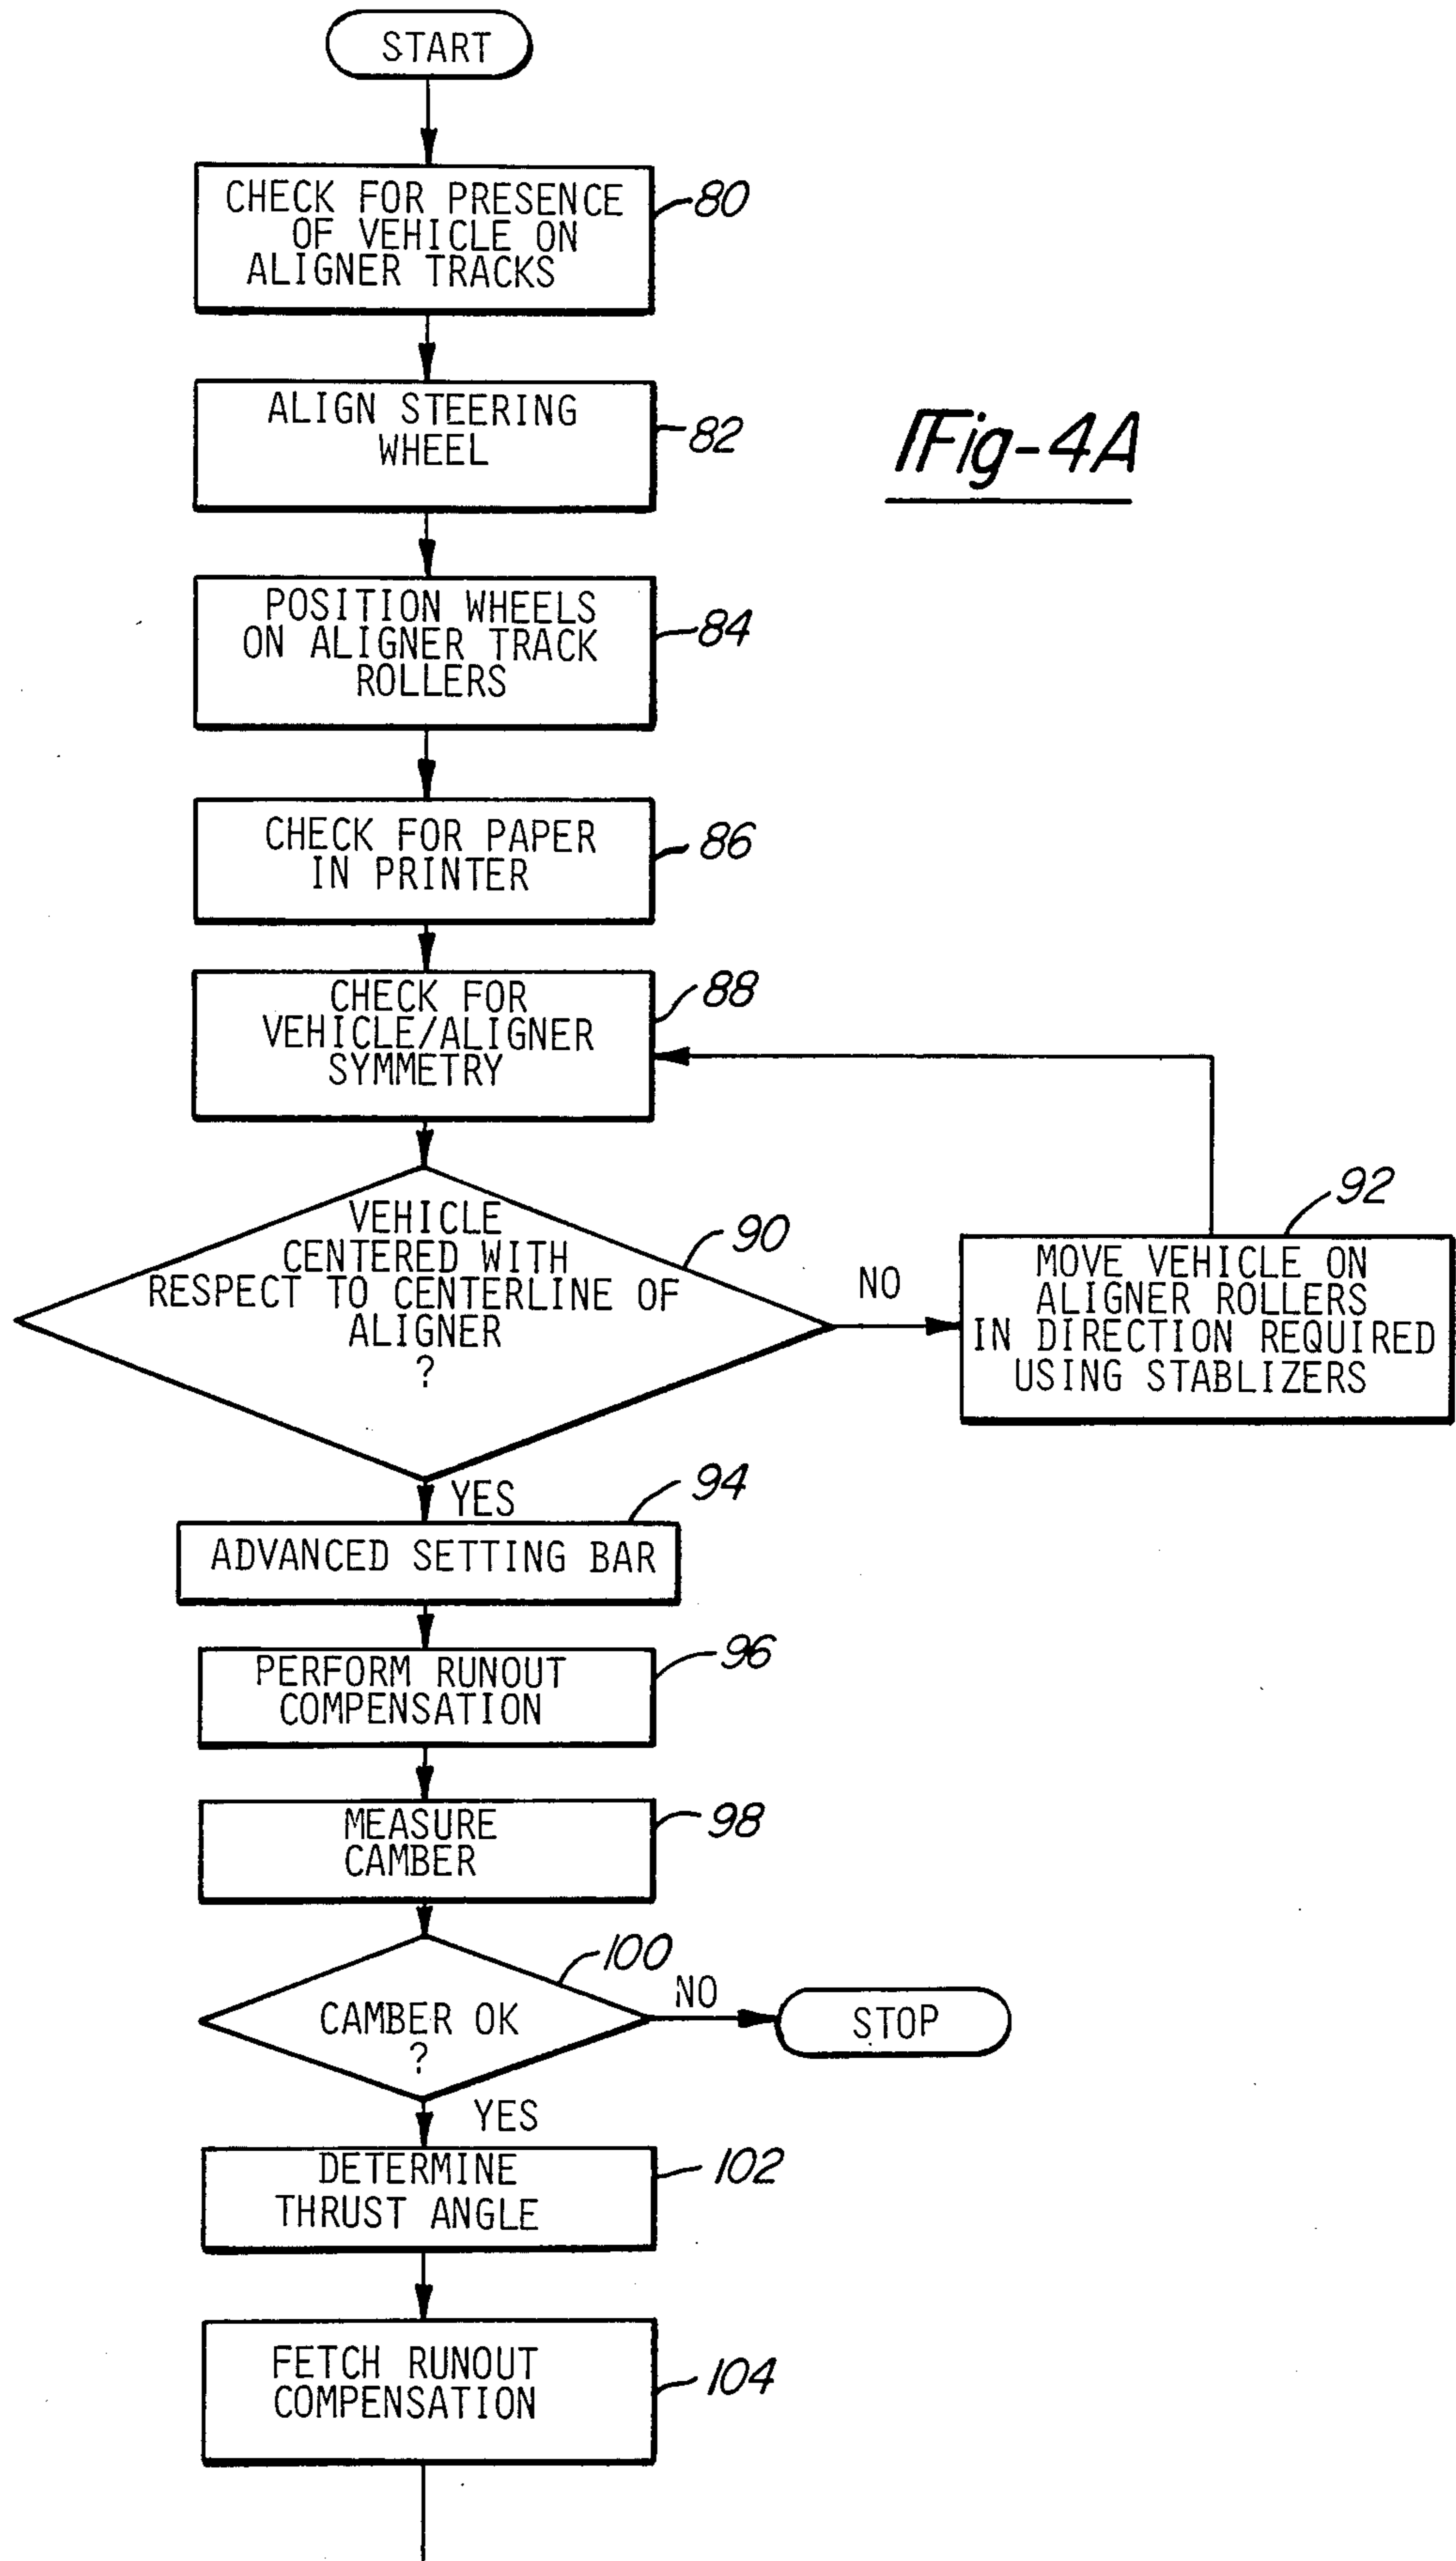 START
CHECK FOR PRESENCE
OF VEHICLE ON
ALIGNER TRACKS
80
ALIGN STEERING
WHEEL
82
Fig-4A
POSITION WHEELS
ON ALIGNER TRACK
ROLLERS
84
CHECK FOR PAPER
IN PRINTER
86
CHECK FOR
VEHICLE/ALIGNER
SYMMETRY
88
VEHICLE
CENTERED WITH
RESPECT TO CENTERLINE OF
ALIGNER
?
90
NO
92
MOVE VEHICLE ON
ALIGNER ROLLERS
IN DIRECTION REQUIRED
USING STABLIZERS
YES
94
ADVANCED SETTING BAR
PERFORM RUNOUT
COMPENSATION
96
MEASURE
CAMBER
98
CAMBER OK
?
100
NO
STOP
YES
DETERMINE
THRUST ANGLE
102
FETCH RUNOUT
COMPENSATION
104